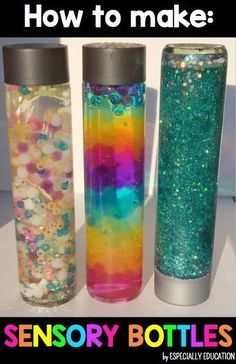 How to make:
SENSORY BOTTLES
by ESPECIALLY EDUCATION